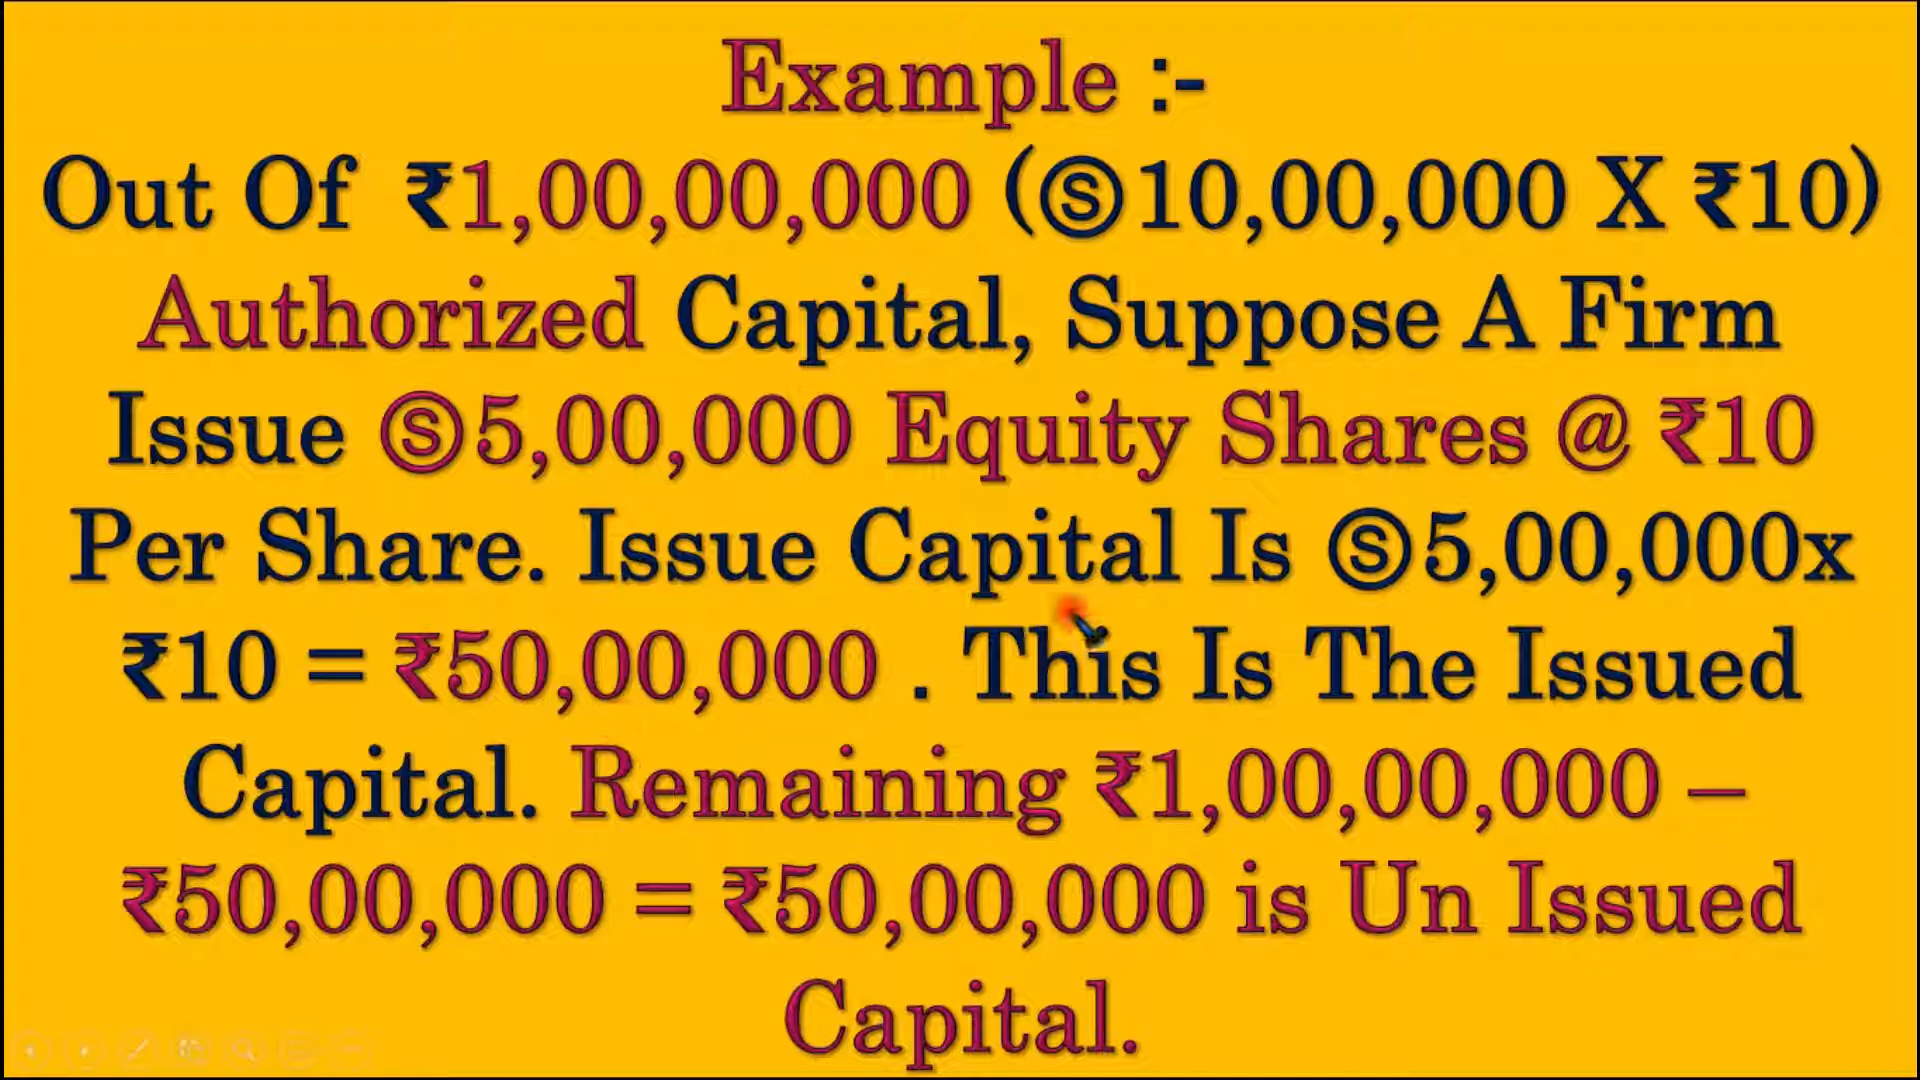 Example :-
Out Of ₹1,00,00,000 (Ⓢ10,00,000 X ₹10)
Authorized Capital, Suppose A Firm
Issue Ⓢ5,00,000 Equity Shares @ ₹10
Per Share. Issue Capital Is Ⓢ5,00,000x
₹10 = ₹50,00,000 . This Is The Issued
Capital. Remaining ₹1,00,00,000 –
₹50,00,000 = ₹50,00,000 is Un Issued
Capital.